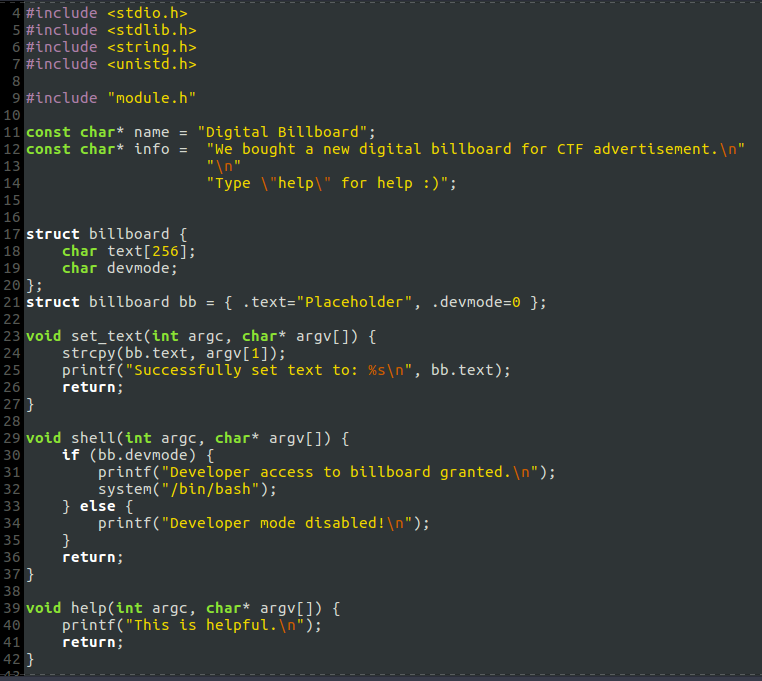 4 #include <stdio.h>
5 #include <stdlib.h>
6 #include <string.h>
7 #include <unistd.h>
8
9 #include "module.h"
10
11 const char* name = "Digital Billboard";
12 const char* info =  "We bought a new digital billboard for CTF advertisement.\n"
13                     "\n"
14                     "Type \"help\" for help :)";
15
16
17 struct billboard {
18     char text[256];
19     char devmode;
20 };
21 struct billboard bb = { .text="Placeholder", .devmode=0 };
22
23 void set_text(int argc, char* argv[]) {
24     strcpy(bb.text, argv[1]);
25     printf("Successfully set text to: %s\n", bb.text);
26     return;
27 }
28
29 void shell(int argc, char* argv[]) {
30     if (bb.devmode) {
31         printf("Developer access to billboard granted.\n");
32         system("/bin/bash");
33     } else {
34         printf("Developer mode disabled!\n");
35     }
36     return;
37 }
38
39 void help(int argc, char* argv[]) {
40     printf("This is helpful.\n");
41     return;
42 }
43